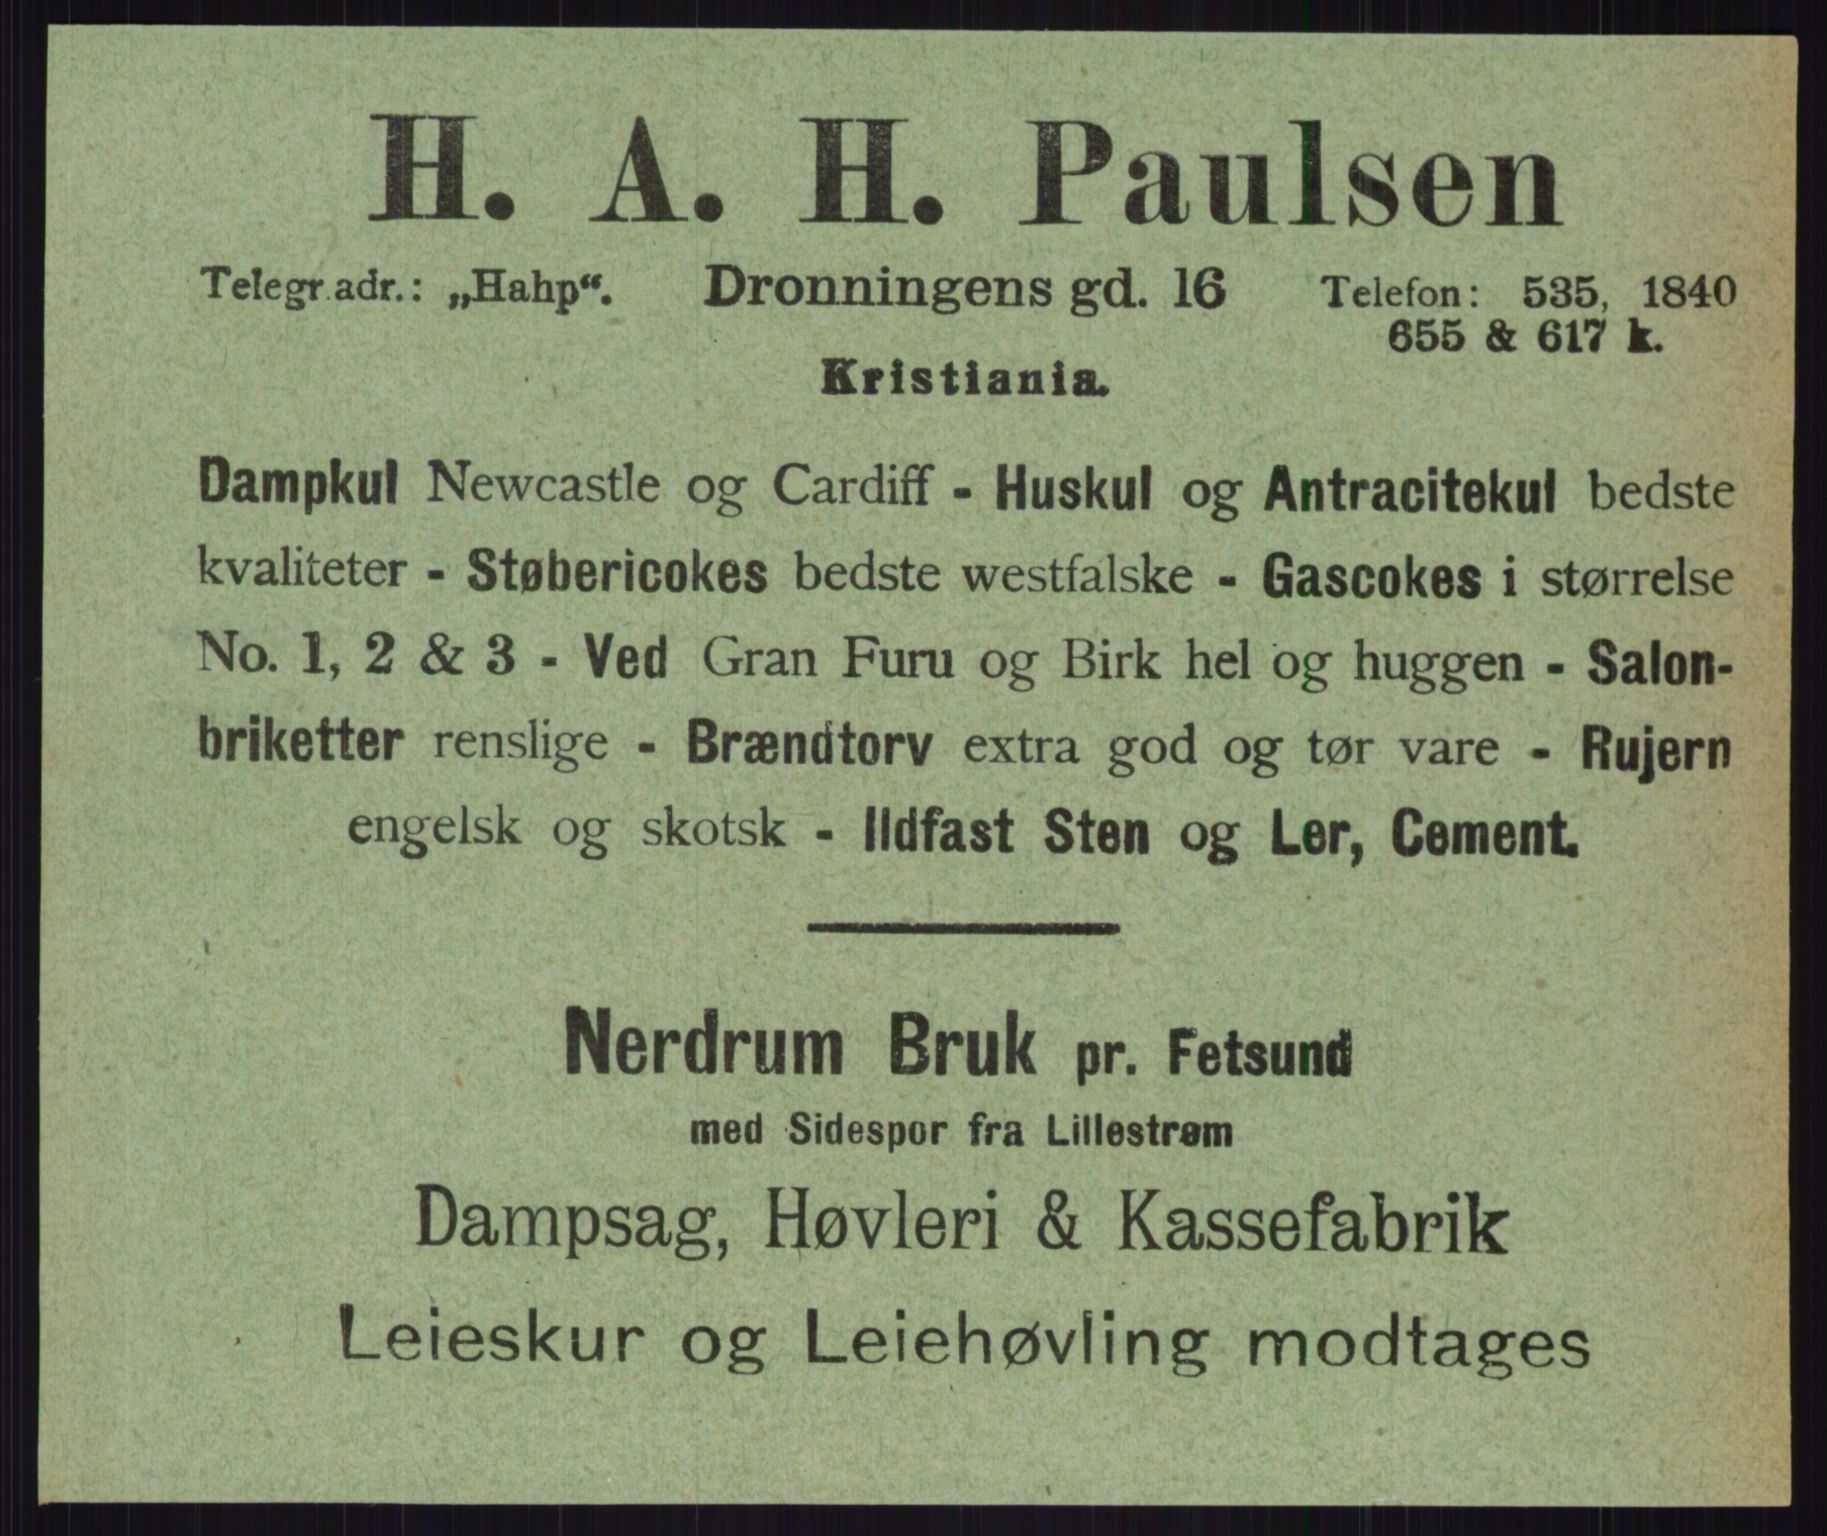 H. A. H. Paulsen
Telegr.adr.: „Hahp“. Dronningens gd. 16 Telefon: 535, 1840
655 & 617 k.
Kristiania.
Dampkul Newcastle og Cardiff - Huskul og Antracitekul bedste
kvaliteter - Støbericokes bedste westfalske - Gascokes i størrelse
No. 1, 2 & 3 - Ved Gran Furu og Birk hel og huggen - Salon-
briketter renslige - Brændtorv extra god og tør vare - Rujern
engelsk og skotsk - Ildfast Sten og Ler, Cement.
Nerdrum Bruk pr. Fetsund
med Sidespor fra Lillestrøm
Dampsag, Høvleri & Kassefabrik
Leieskur og Leiehøvling modtages